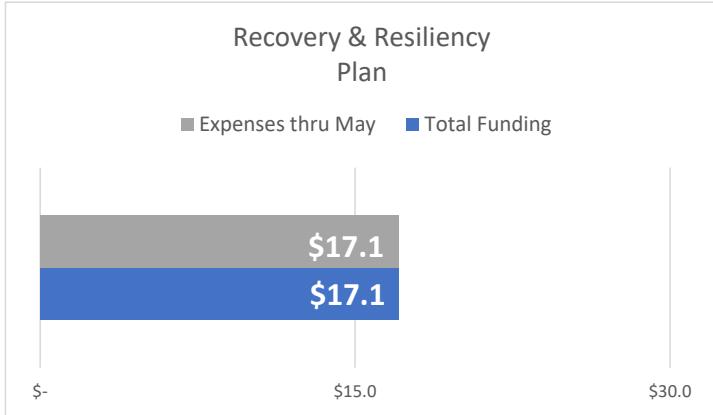 Recovery & Resiliency
Plan
Expenses thru May Total Funding
$17.1
$17.1
$- $15.0 $30.0